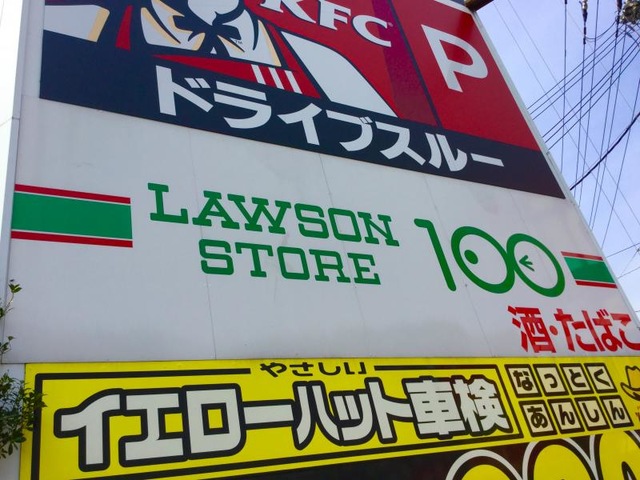 KFC
P
ドライブスルー
LAWSON
STORE
100
酒・たばこ
やさしい
イエローハット車検
なっとく
あんしん